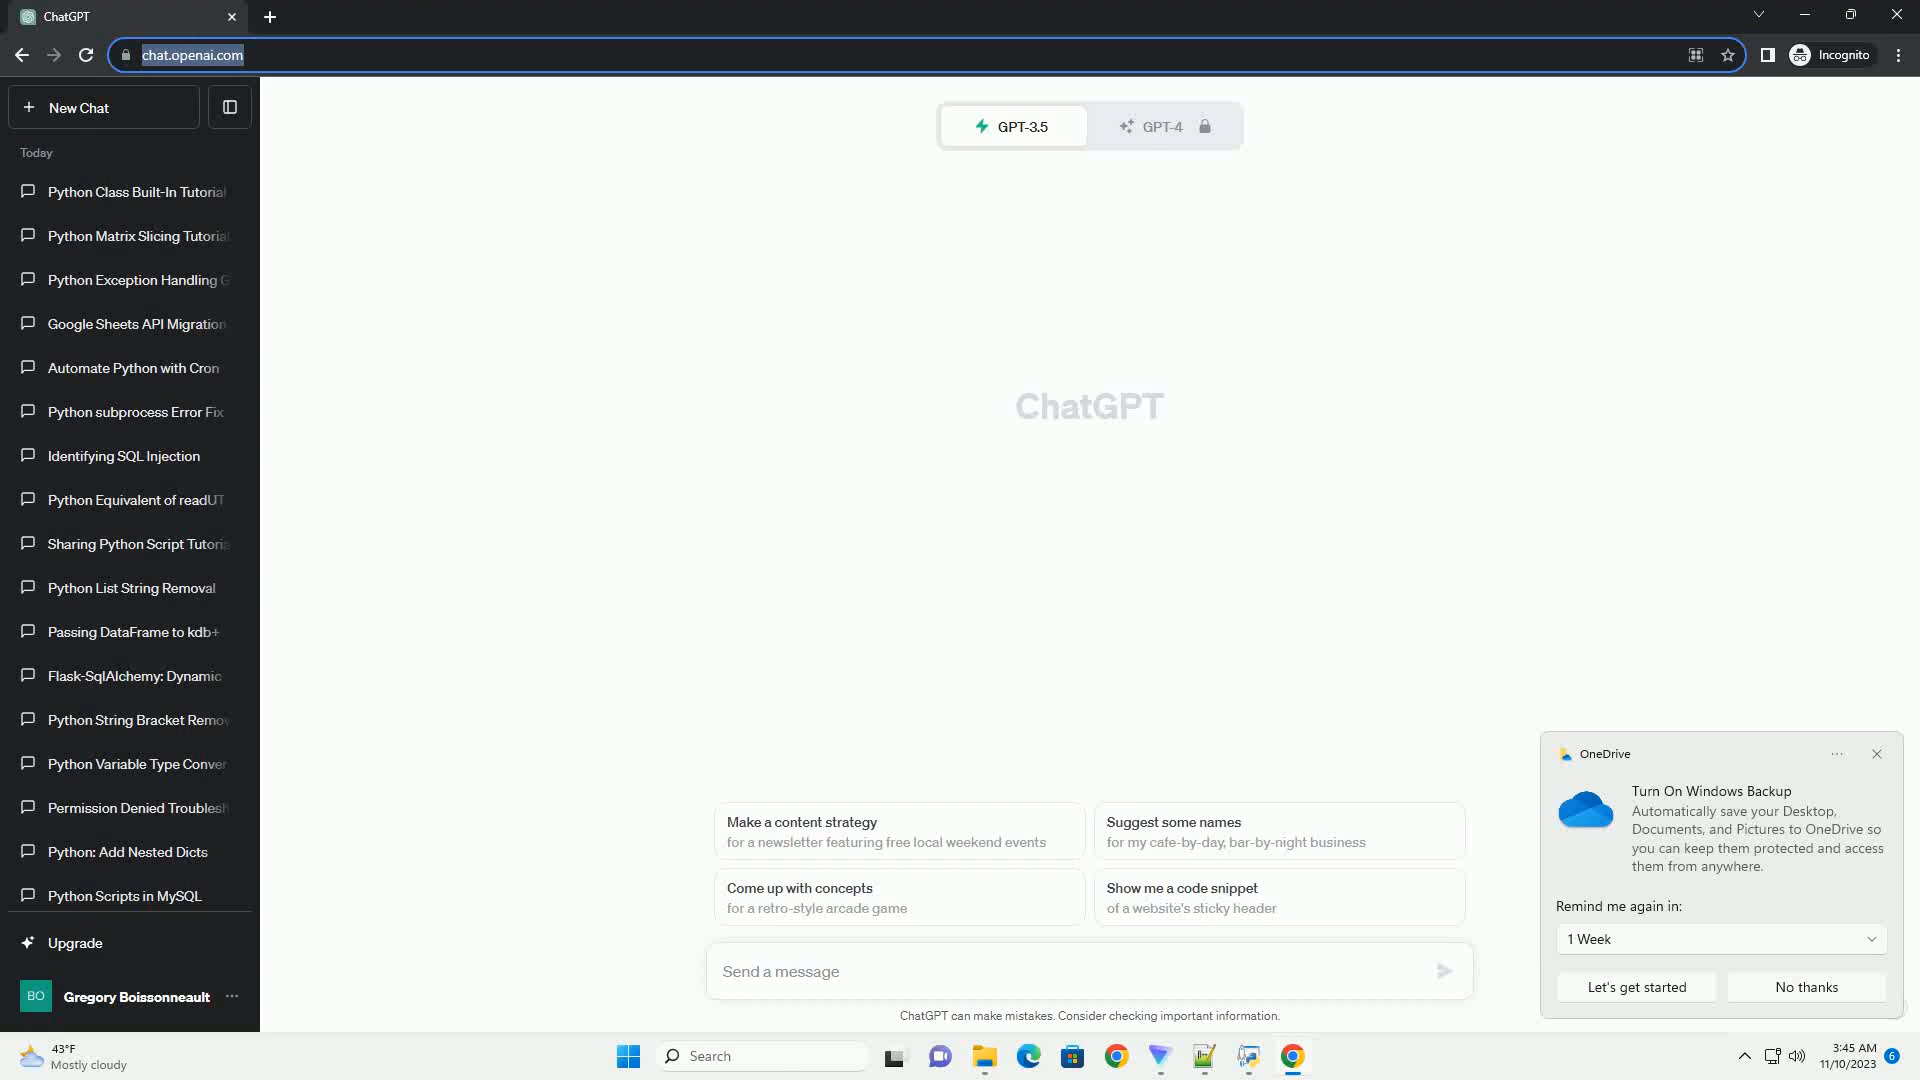 ChatGPT
chat.openai.com
Incognito
New Chat
Today
Python Class Built-In Tutorial
Python Matrix Slicing Tutorial
Python Exception Handling G
Google Sheets API Migration
Automate Python with Cron
Python subprocess Error Fix
Identifying SQL Injection
Python Equivalent of readUT
Sharing Python Script Tutoria
Python List String Removal
Passing DataFrame to kdb+
Flask-SqlAlchemy: Dynamic
Python String Bracket Remov
Python Variable Type Conver
Permission Denied Troublesh
Python: Add Nested Dicts
Python Scripts in MySQL
Upgrade
BO Gregory Boissonneault
GPT-3.5
GPT-4
ChatGPT
Make a content strategy
for a newsletter featuring free local weekend events
Suggest some names
for my cafe-by-day, bar-by-night business
Come up with concepts
for a retro-style arcade game
Show me a code snippet
of a website's sticky header
Send a message
ChatGPT can make mistakes. Consider checking important information.
OneDrive
Turn On Windows Backup
Automatically save your Desktop,
Documents, and Pictures to OneDrive so
you can keep them protected and access
them from anywhere.
Remind me again in:
1 Week
Let's get started
No thanks
43°F
Mostly cloudy
Search
3:45 AM
11/10/2023
6